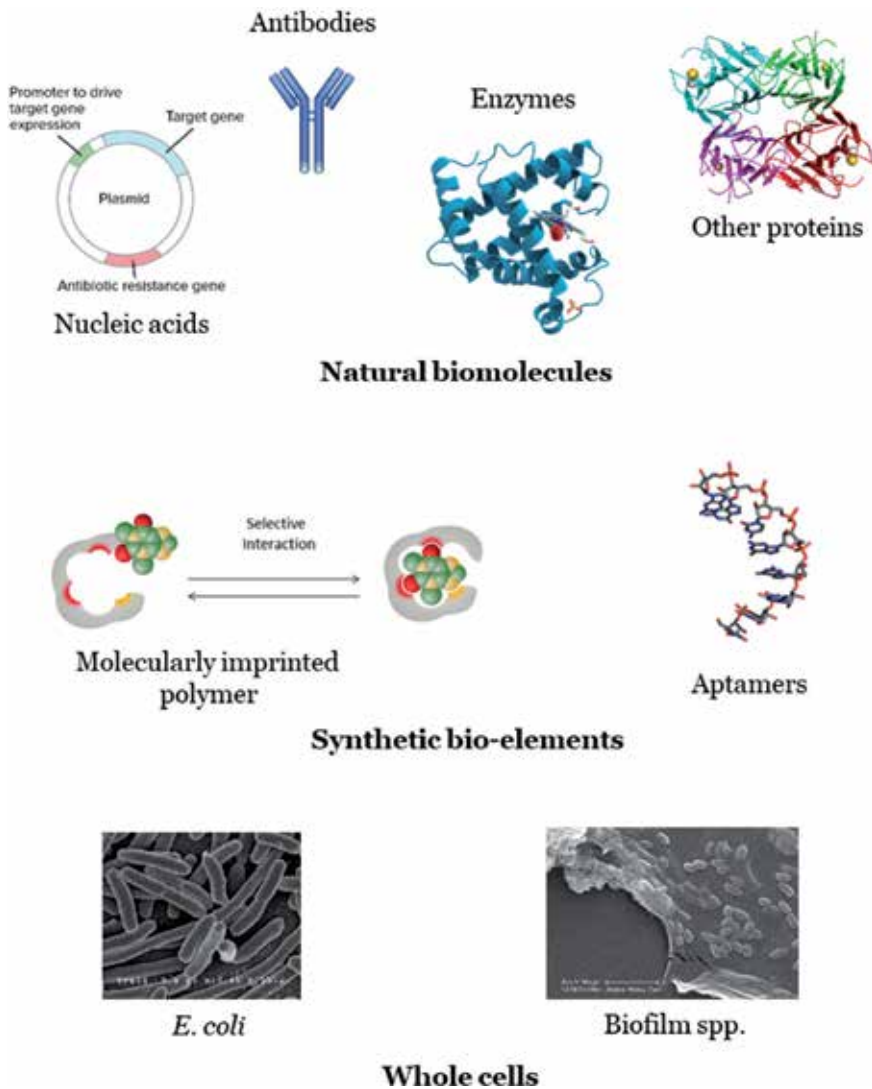 Antibodies
Promoter to drive
target gene
expression
Target gene
Plasmid
Antibiotic resistance gene
Nucleic acids
Enzymes
Other proteins
Natural biomolecules
Selective
Interaction
Molecularly imprinted
polymer
Aptamers
Synthetic bio-elements
E. coli
Biofilm spp.
Whole cells